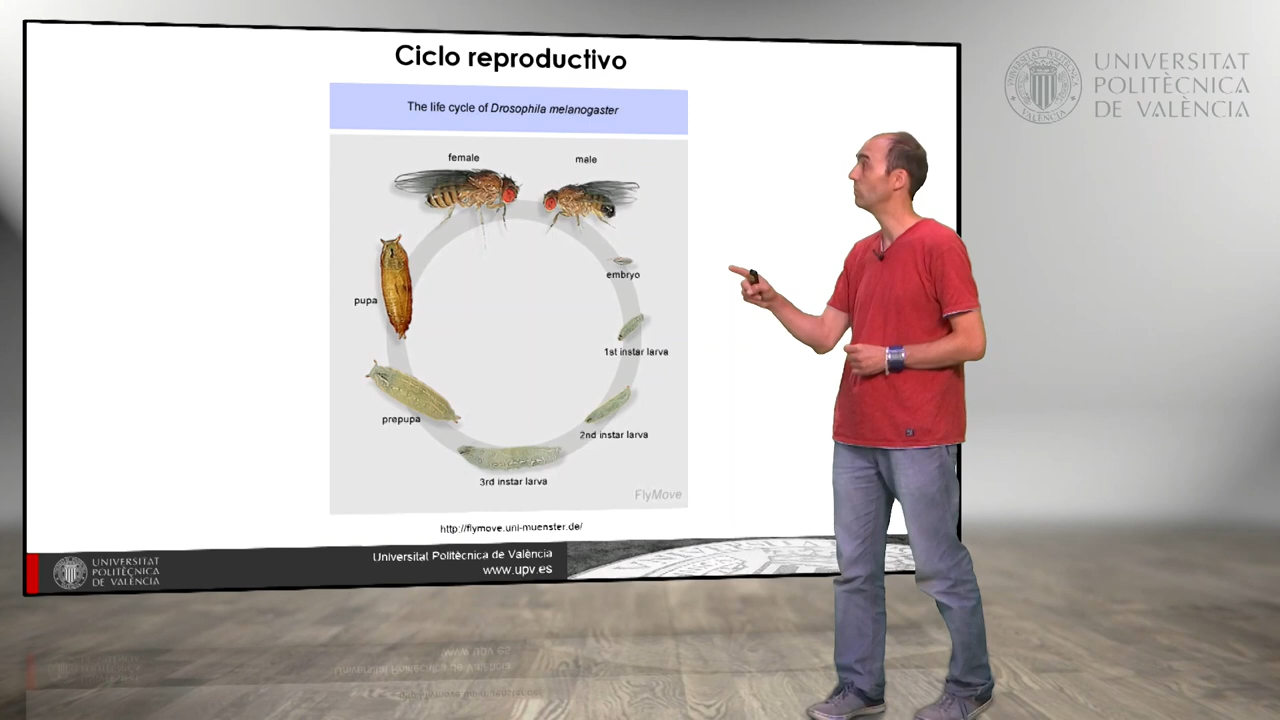 Ciclo reproductivo
The life cycle of Drosophila melanogaster
female
male
embryo
pupa
1st instar larva
prepupa
2nd instar larva
3rd instar larva
FlyMove
http://flymove.uni-muenster.de/
UNIVERSITAT
POLITÈCNICA
DE VALÈNCIA
Universitat Politècnica de València
www.upv.es
UNIVERSITAT
POLITÈCNICA
DE VALÈNCIA